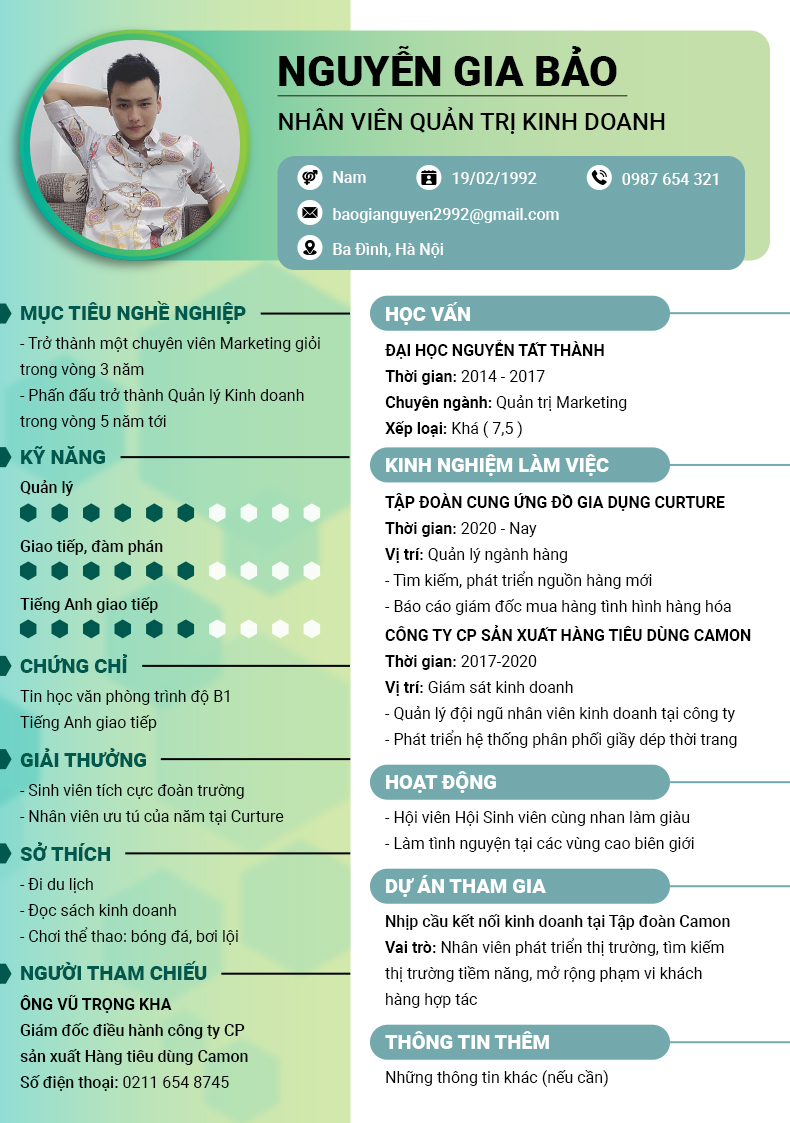 NGUYỄN GIA BẢO
NHÂN VIÊN QUẢN TRỊ KINH DOANH
Nam
19/02/1992
0987 654 321
baogianguyen2992@gmail.com
Ba Đình, Hà Nội
MỤC TIÊU NGHỀ NGHIỆP
- Trở thành một chuyên viên Marketing giỏi
trong vòng 3 năm
- Phấn đấu trở thành Quản lý Kinh doanh
trong vòng 5 năm tới
KỸ NĂNG
Quản lý
Giao tiếp, đàm phán
Tiếng Anh giao tiếp
CHỨNG CHỈ
Tin học văn phòng trình độ B1
Tiếng Anh giao tiếp
GIẢI THƯỞNG
- Sinh viên tích cực đoàn trường
- Nhân viên ưu tú của năm tại Curture
SỞ THÍCH
- Đi du lịch
- Đọc sách kinh doanh
- Chơi thể thao: bóng đá, bơi lội
NGƯỜI THAM CHIẾU
ÔNG VŨ TRỌNG KHA
Giám đốc điều hành công ty CP
sản xuất Hàng tiêu dùng Camon
Số điện thoại: 0211 654 8745
HỌC VẤN
ĐẠI HỌC NGUYỄN TẤT THÀNH
Thời gian: 2014 - 2017
Chuyên ngành: Quản trị Marketing
Xếp loại: Khá ( 7,5 )
KINH NGHIỆM LÀM VIỆC
TẬP ĐOÀN CUNG ỨNG ĐỒ GIA DỤNG CURTURE
Thời gian: 2020 - Nay
Vị trí: Quản lý ngành hàng
- Tìm kiếm, phát triển nguồn hàng mới
- Báo cáo giám đốc mua hàng tình hình hàng hóa
CÔNG TY CP SẢN XUẤT HÀNG TIÊU DÙNG CAMON
Thời gian: 2017-2020
Vị trí: Giám sát kinh doanh
- Quản lý đội ngũ nhân viên kinh doanh tại công ty
- Phát triển hệ thống phân phối giầy dép thời trang
HOẠT ĐỘNG
- Hội viên Hội Sinh viên cùng nhan làm giàu
- Làm tình nguyện tại các vùng cao biên giới
DỰ ÁN THAM GIA
Nhịp cầu kết nối kinh doanh tại Tập đoàn Camon
Vai trò: Nhân viên phát triển thị trường, tìm kiếm
thị trường tiềm năng, mở rộng phạm vi khách
hàng hợp tác
THÔNG TIN THÊM
Những thông tin khác (nếu cần)